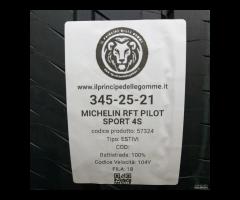 www.ilprincipedellegomme.it
345-25-21
MICHELIN RFT PILOT
SPORT 4S
codice prodotto: 57324
Tipo: ESTIVI
COD:
Battistrada: 100%
Codice Velocità: 104Y
FILA: 18